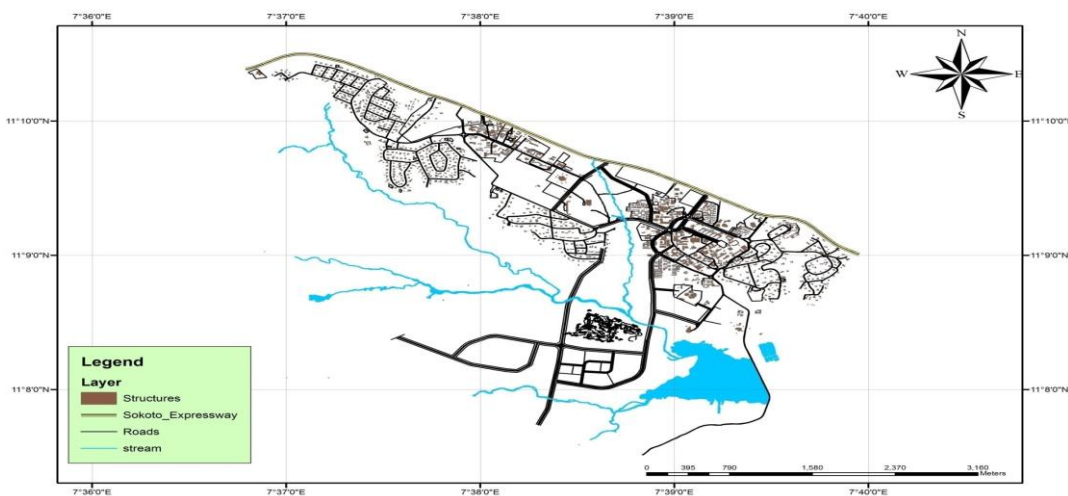 7°36'0"E 7°37'0"E 7°38'0"E 7°39'0"E 7°40'0"E
N
W E
S
11°10'0"N 11°10'0"N
11°9'0"N 11°9'0"N
11°8'0"N 11°8'0"N
Legend
Layer
Structures
Sokoto_Expressway
Roads
stream
0 395 790 1,580 2,370 3,160
Meters
7°36'0"E 7°37'0"E 7°38'0"E 7°39'0"E 7°40'0"E